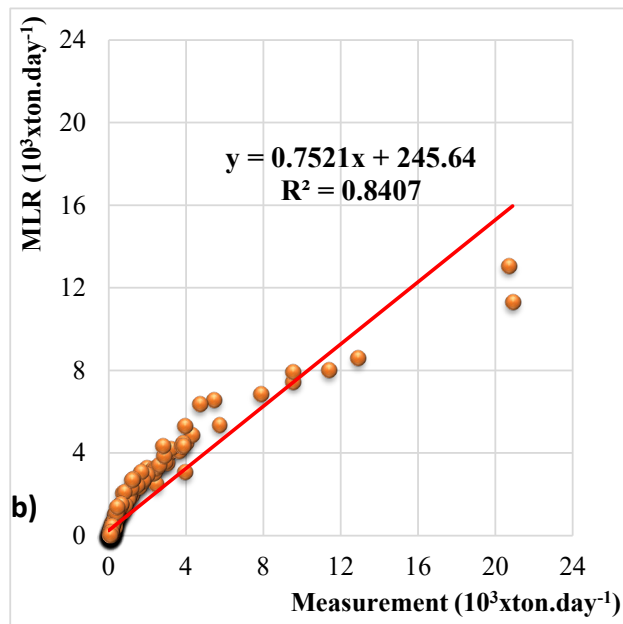 MLR (10³xton.day⁻¹)
24
20
16
12
8
4
0
y = 0.7521x + 245.64
R² = 0.8407
b)
0 4 8 12 16 20 24
Measurement (10³xton.day⁻¹)